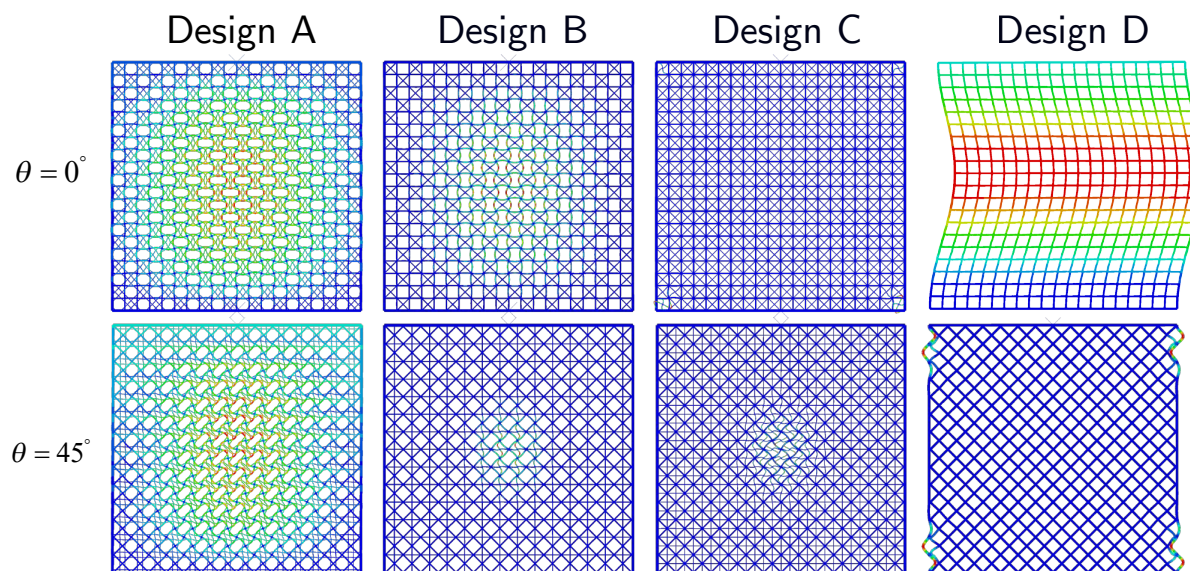 Design A Design B Design C Design D
θ = 0°
θ = 45°